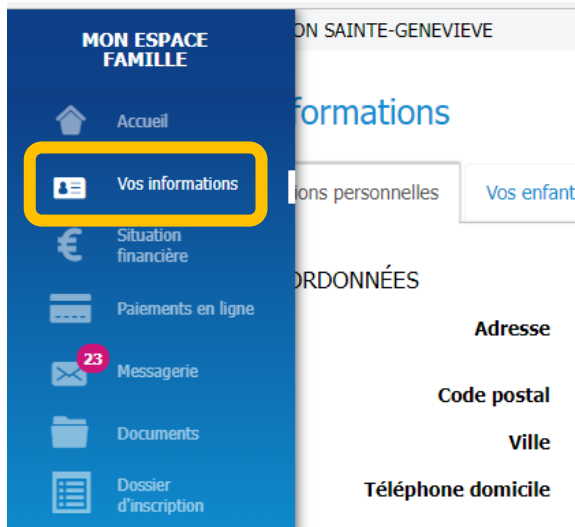 MON ESPACE
FAMILLE
Accueil
Vos informations
Situation
financière
Paiements en ligne
23
Messagerie
Documents
Dossier
d'inscription
ON SAINTE-GENEVIEVE
formations
ions personnelles
Vos enfant
ORDONNÉES
Adresse
Code postal
Ville
Téléphone domicile